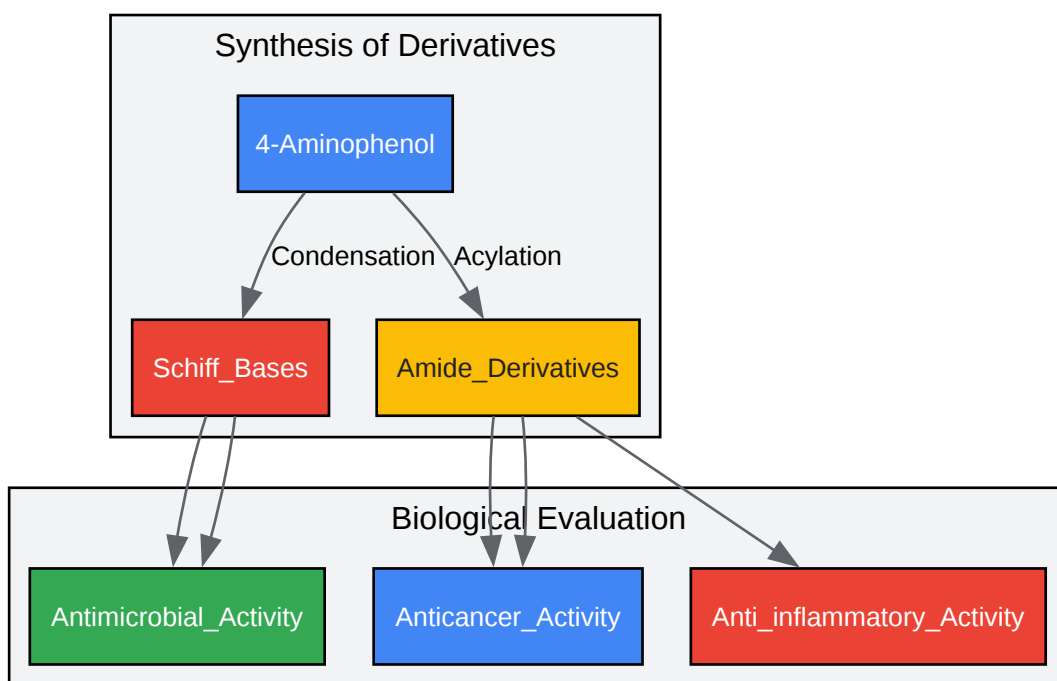 Synthesis of Derivatives
4-Aminophenol
Condensation
Acylation
Schiff_Bases
Amide_Derivatives
Biological Evaluation
Antimicrobial_Activity
Anticancer_Activity
Anti_inflammatory_Activity